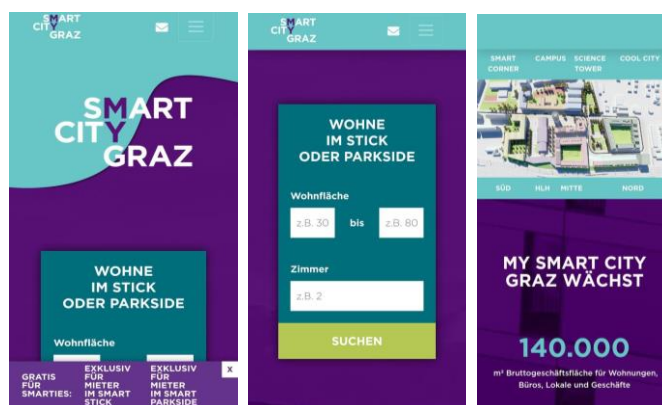 SMART
CITY
GRAZ
SMART
CITY
GRAZ
WOHNE
IM STICK
ODER PARKSIDE
Wohnfläche
GRATIS
FÜR
SMARTIES:
EXKLUSIV
FÜR
MIETER
IM SMART
STICK
EXKLUSIV
FÜR
MIETER
IM SMART
PARKSIDE
X
SMART
CITY
GRAZ
WOHNE
IM STICK
ODER PARKSIDE
Wohnfläche
z.B. 30 bis z.B. 80
Zimmer
z.B. 2
SUCHEN
SMART
CORNER
CAMPUS
SCIENCE
TOWER
COOL CITY
SÜD HLH MITTE NORD
MY SMART CITY
GRAZ WÄCHST
140.000
m² Bruttogeschäftsfläche für Wohnungen,
Büros, Lokale und Geschäfte